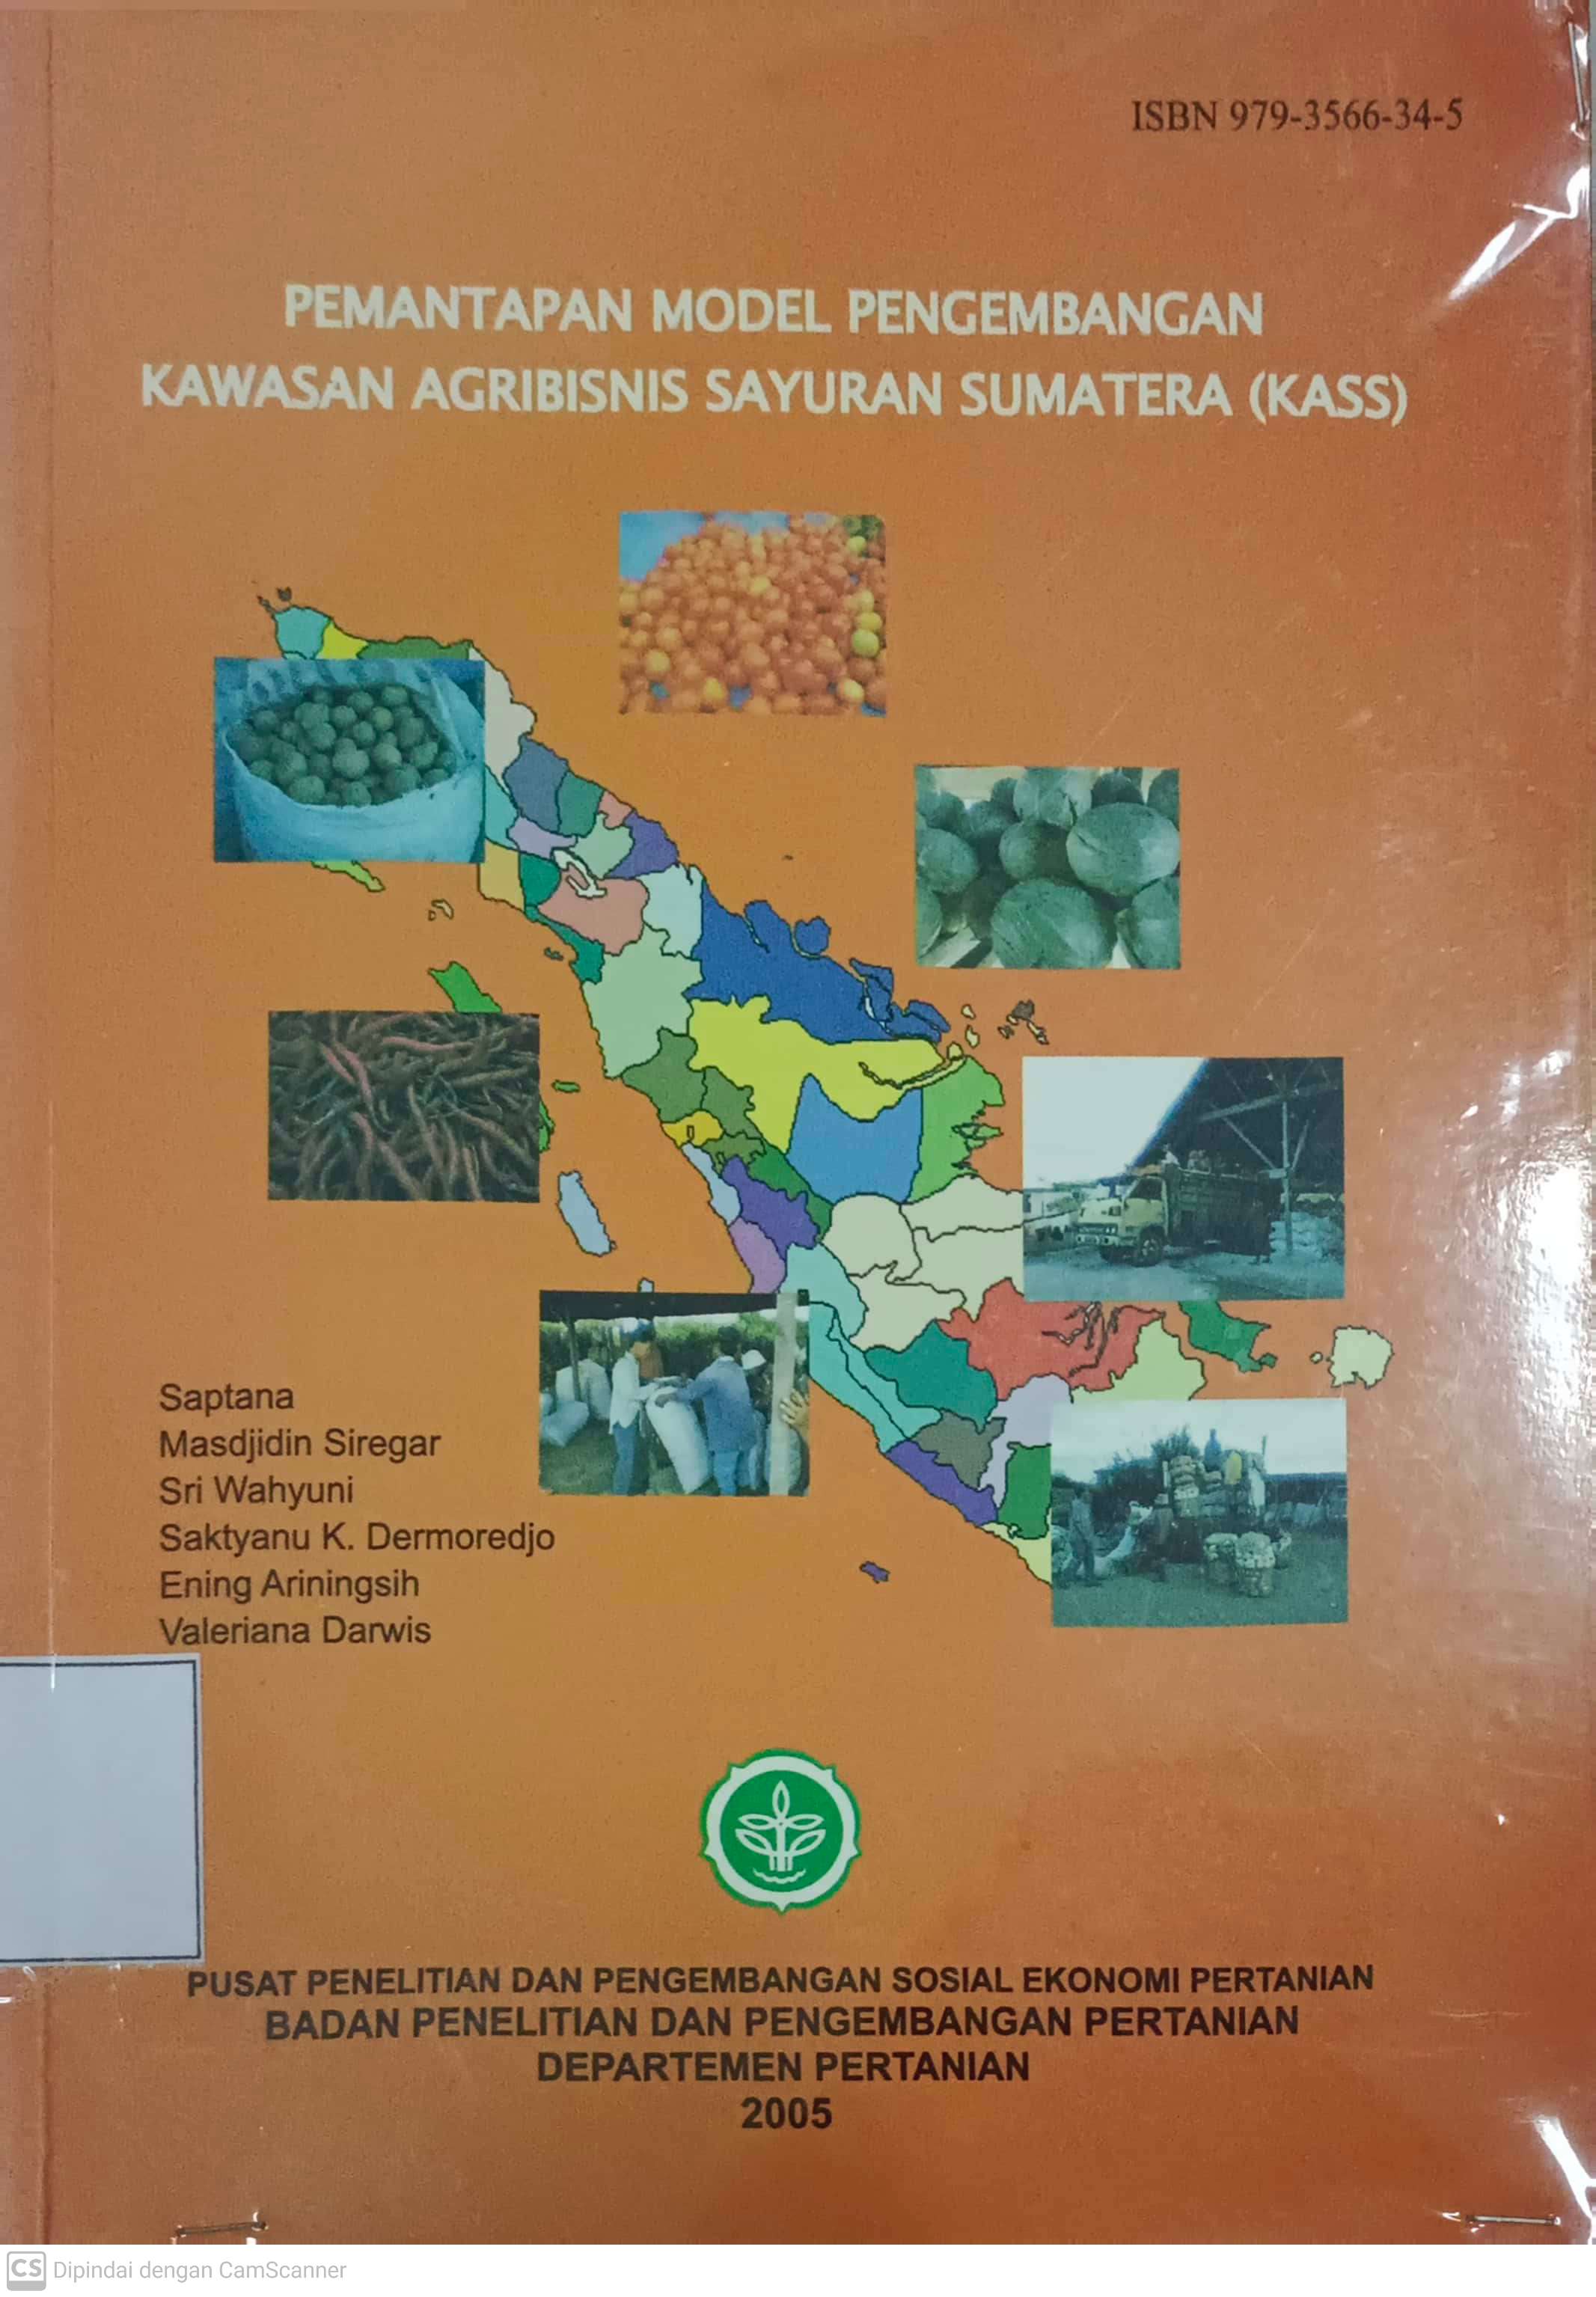 ISBN 979-3566-34-5
PEMANTAPAN MODEL PENGEMBANGAN
KAWASAN AGRIBISNIS SAYURAN SUMATERA (KASS)
Saptana
Masdjidin Siregar
Sri Wahyuni
Saktyanu K. Dermoredjo
Ening Ariningsih
Valeriana Darwis
PUSAT PENELITIAN DAN PENGEMBANGAN SOSIAL EKONOMI PERTANIAN
BADAN PENELITIAN DAN PENGEMBANGAN PERTANIAN
DEPARTEMEN PERTANIAN
2005
CS Dipindai dengan CamScanner